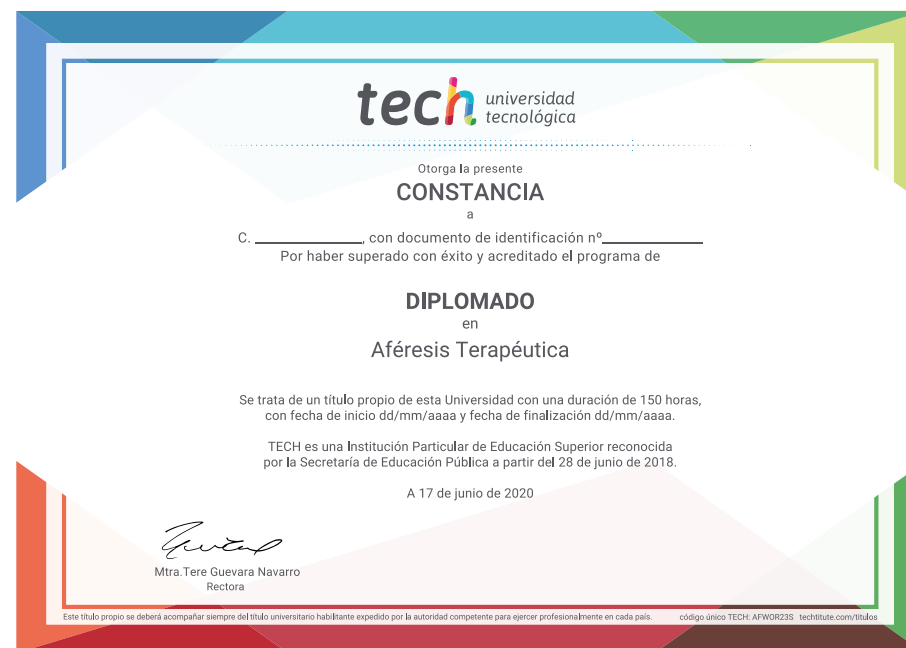 tech universidad
tecnológica
Otorga la presente
CONSTANCIA
a
C. ____________, con documento de identificación nº____________
Por haber superado con éxito y acreditado el programa de
DIPLOMADO
en
Aféresis Terapéutica
Se trata de un título propio de esta Universidad con una duración de 150 horas,
con fecha de inicio dd/mm/aaaa y fecha de finalización dd/mm/aaaa.
TECH es una Institución Particular de Educación Superior reconocida
por la Secretaría de Educación Pública a partir del 28 de junio de 2018.
A 17 de junio de 2020
Mtra.Tere Guevara Navarro
Rectora
Este título propio se deberá acompañar siempre del título universitario habilitante expedido por la autoridad competente para ejercer profesionalmente en cada país. código único TECH: AFWOR23S techtitute.com/titulos